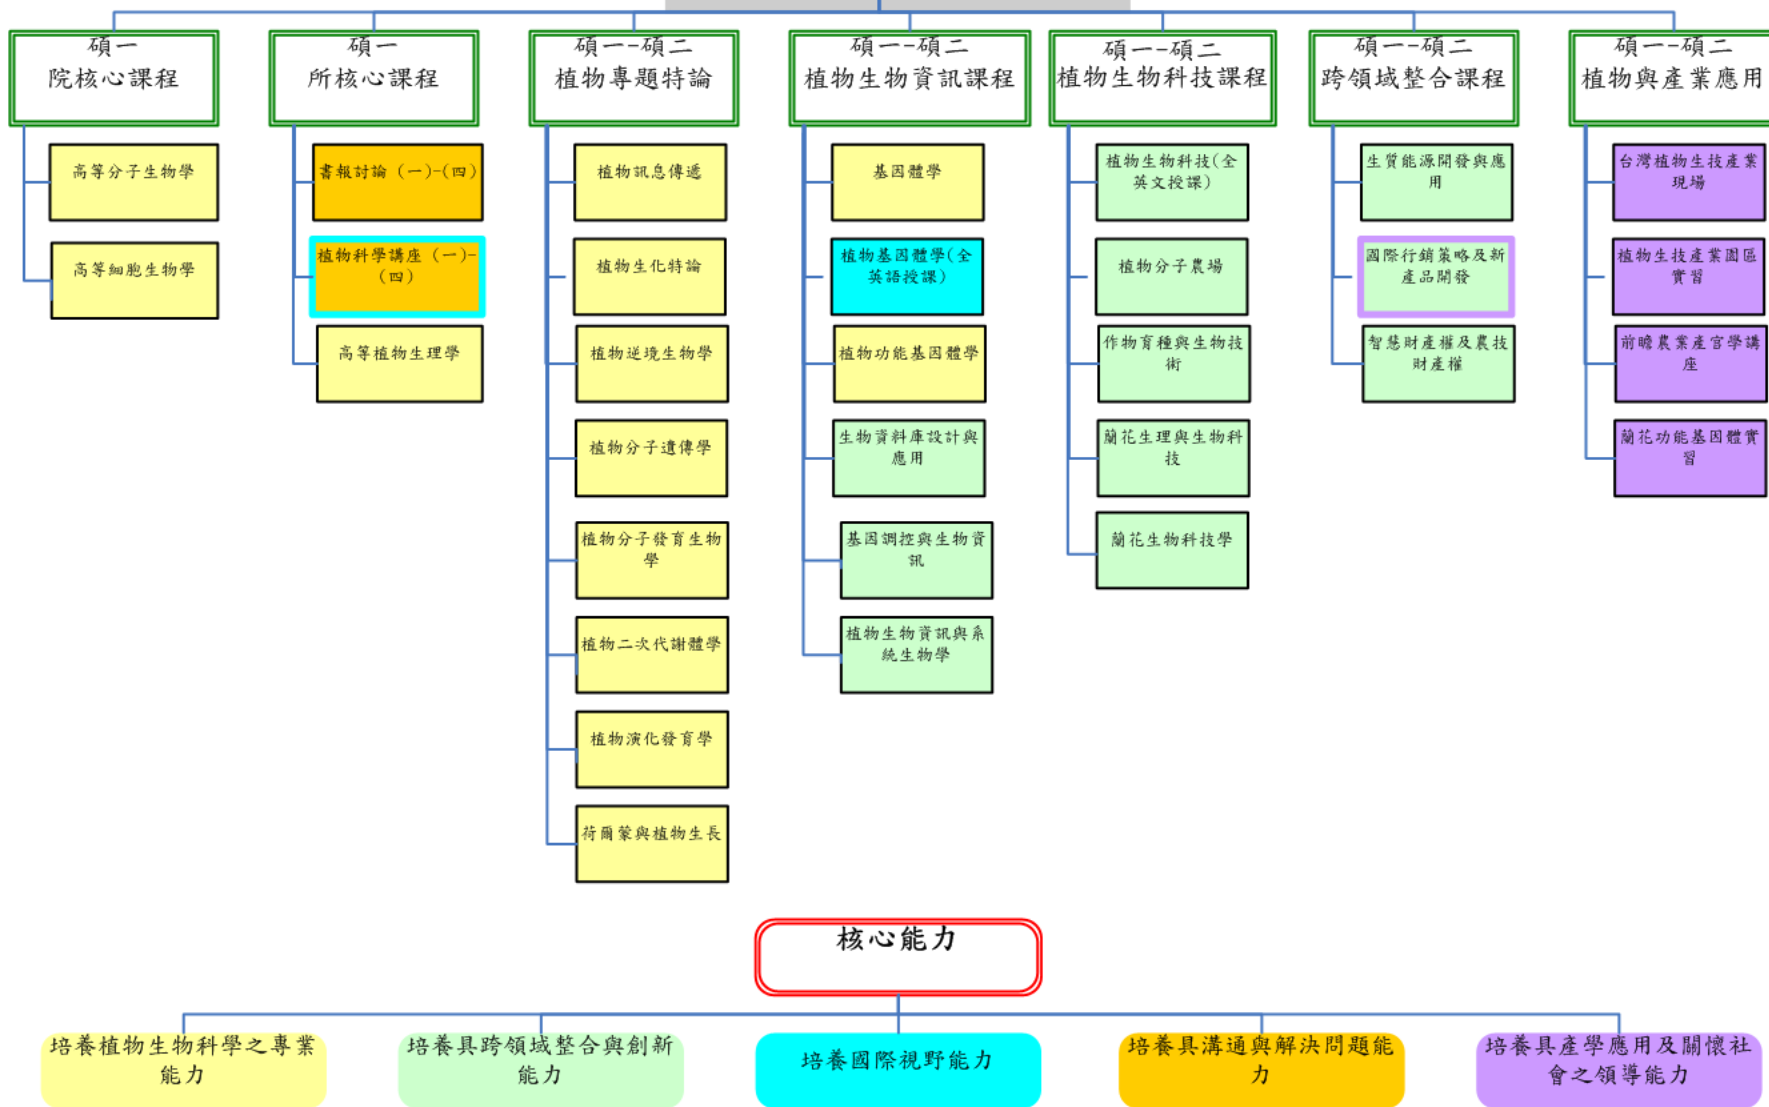 碩一
院核心課程
高等分子生物學
高等細胞生物學
碩一
所核心課程
書報討論 (一)-(四)
植物科學講座 (一)-
(四)
高等植物生理學
碩一-碩二
植物專題特論
植物訊息傳遞
植物生化特論
植物逆境生物學
植物分子遺傳學
植物分子發育生物
學
植物二次代謝體學
植物演化發育學
荷爾蒙與植物生長
碩一-碩二
植物生物資訊課程
基因體學
植物基因體學(全
英語授課)
植物功能基因體學
生物資料庫設計與
應用
基因調控與生物資
訊
植物生物資訊與系
統生物學
碩一-碩二
植物生物科技課程
植物生物科技(全
英文授課)
植物分子農場
作物育種與生物技
術
蘭花生理與生物科
技
蘭花生物科技學
碩一-碩二
跨領域整合課程
生質能源開發與應
用
國際行銷策略及新
產品開發
智慧財產權及農技
財產權
碩一-碩二
植物與產業應用
台灣植物生技產業
現場
植物生技產業園區
實習
前瞻農業產官學講
座
蘭花功能基因體實
習
核心能力
培養植物生物科學之專業
能力
培養具跨領域整合與創新
能力
培養國際視野能力
培養具溝通與解決問題能
力
培養具產學應用及關懷社
會之領導能力